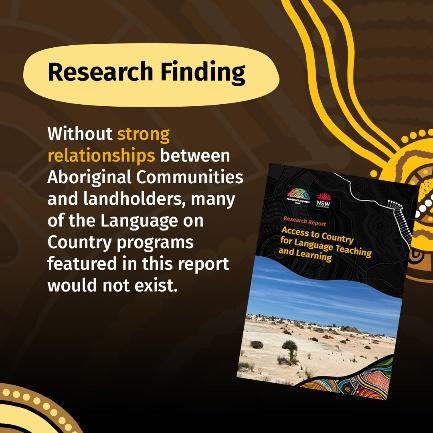 Research Finding
Without strong
relationships between
Aboriginal Communities
and landholders, many
of the Language on
Country programs
featured in this report
would not exist.
NSW
Research Report
Access to Country
for Language Teaching
and Learning